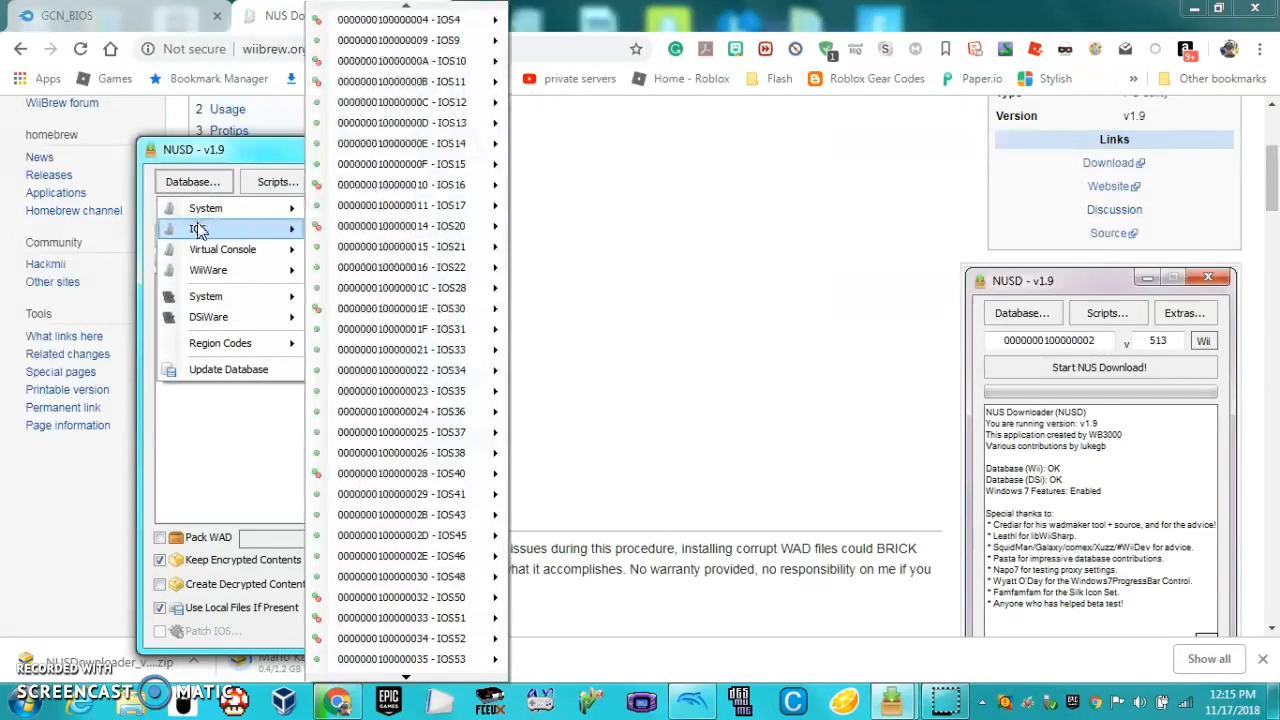 GCN_BIOS
×
NUS Do
Not secure
wiibrew.or
1
9+
Apps
Games
Bookmark Manager
private servers
Home - Roblox
Flash
Roblox Gear Codes
Paper.io
Stylish
»
Other bookmarks
WiiBrew forum
homebrew
News
Releases
Applications
Homebrew channel
Community
Hackmii
Other sites
Tools
What links here
Related changes
Special pages
Printable version
Permanent link
Page information
2 Usage
3 Protips
NUSD - v1.9
Database...
Scripts...
System
Virtual Console
WiiWare
System
DSiWare
Region Codes
Update Database
Pack WAD
Keep Encrypted Contents
Create Decrypted Conten
Use Local Files If Present
Patch IOS...
0000000100000004 - IOS4
0000000100000009 - IOS9
000000010000000A - IOS10
000000010000000B - IOS11
000000010000000C - IOS12
000000010000000D - IOS13
000000010000000E - IOS14
000000010000000F - IOS15
0000000100000010 - IOS16
0000000100000011 - IOS17
0000000100000014 - IOS20
0000000100000015 - IOS21
0000000100000016 - IOS22
000000010000001C - IOS28
000000010000001E - IOS30
000000010000001F - IOS31
0000000100000021 - IOS33
0000000100000022 - IOS34
0000000100000023 - IOS35
0000000100000024 - IOS36
0000000100000025 - IOS37
0000000100000026 - IOS38
0000000100000028 - IOS40
0000000100000029 - IOS41
000000010000002B - IOS43
000000010000002D - IOS45
000000010000002E - IOS46
0000000100000030 - IOS48
0000000100000032 - IOS50
0000000100000033 - IOS51
0000000100000034 - IOS52
0000000100000035 - IOS53
issues during this procedure, installing corrupt WAD files could BRICK
hat it accomplishes. No warranty provided, no responsibility on me if you
Version v1.9
Links
Download
Website
Discussion
Source
NUSD - v1.9
Database...
Scripts...
Extras...
0000000100000002
v
513
Wii
Start NUS Download!
NUS Downloader (NUSD)
You are running version: v1.9
This application created by WB3000
Various contributions by lukegb
Database (Wii): OK
Database (DSi): OK
Windows 7 Features: Enabled
Special thanks to:
* Crediar for his wadmaker tool + source, and for the advice!
* Leathl for libWiiSharp.
* SquidMan/Galaxy/comex/Xuzz/#WiiDev for advice.
* Pasta for impressive database contributions.
* Napo7 for testing proxy settings.
* Wyatt O'Day for the Windows7ProgressBar Control.
* Famfamfam for the Silk Icon Set.
* Anyone who has helped beta test!
NUSDownloader_v....zip
0.4/1.2 GB
Show all
RECORDED WITH
SCREENCAST MATIC
EPIC
GAMES
FCEUX
12:15 PM
11/17/2018